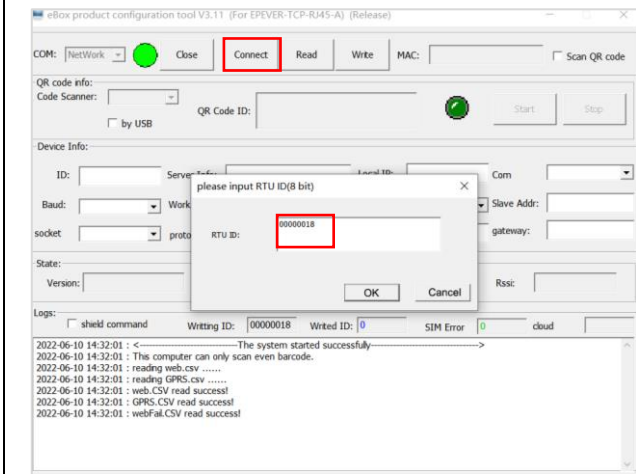 eBox product configuration tool V3.11 (For EPEVER-TCP-RJ45-A) (Release)
COM: NetWork Close Connect Read Write MAC: Scan QR code
QR code info:
Code Scanner:
by USB QR Code ID: Start Stop
Device Info:
ID: Com
please input RTU ID(8 bit)
Baud: Work Slave Addr:
socket proto RTU ID: 00000018 gateway:
State:
Version: OK Cancel Rssi:
Logs:
shield command Writting ID: 00000018 Writed ID: 0 SIM Error 0 cloud
2022-06-10 14:32:01 : <----------------------------The system started successfully-------------------------------->
2022-06-10 14:32:01 : This computer can only scan even barcode.
2022-06-10 14:32:01 : reading web.csv ......
2022-06-10 14:32:01 : reading GPRS.csv ......
2022-06-10 14:32:01 : web.CSV read success!
2022-06-10 14:32:01 : GPRS.CSV read success!
2022-06-10 14:32:01 : webFail.CSV read success!